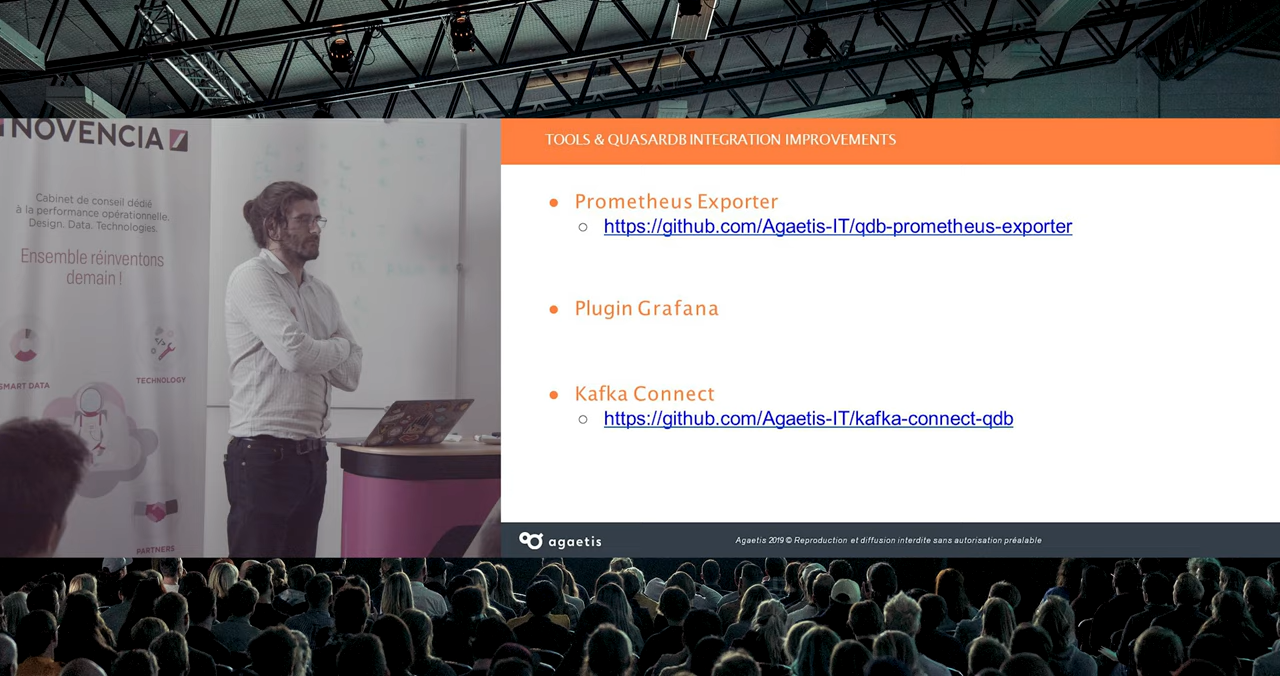 NOVENCIA
Cabinet de conseil dédié
à la performance opérationnelle.
Design. Data. Technologies.
Ensemble réinventons
demain !
SMART DATA
TECHNOLOGY
PARTNERS
TOOLS & QUASARDB INTEGRATION IMPROVEMENTS
● Prometheus Exporter
○ https://github.com/Agaetis-IT/qdb-prometheus-exporter
● Plugin Grafana
● Kafka Connect
○ https://github.com/Agaetis-IT/kafka-connect-qdb
agaetis
Agaetis 2019 © Reproduction et diffusion interdite sans autorisation préalable